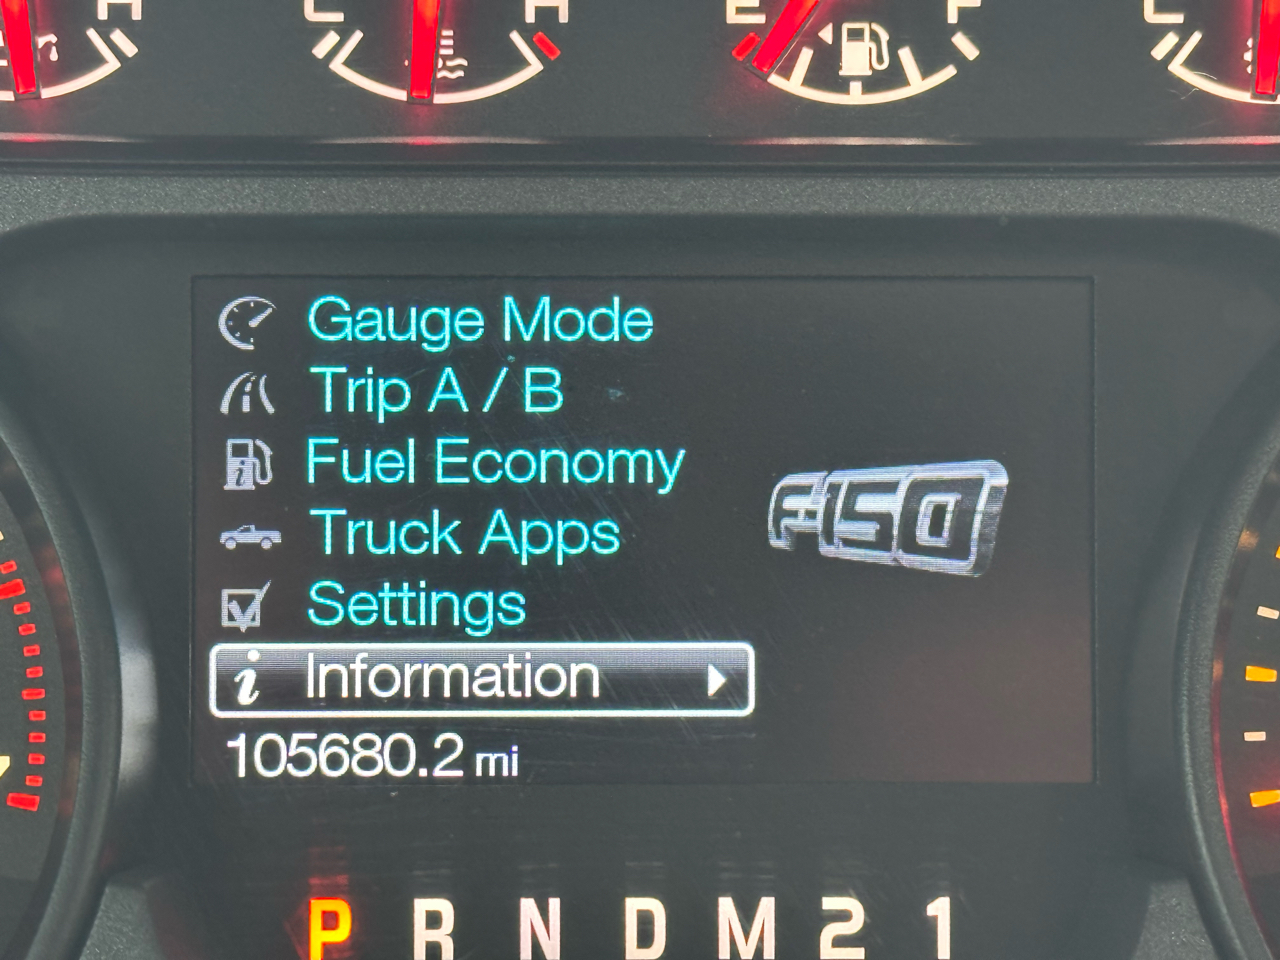 H C H E F C
Gauge Mode
Trip A / B
Fuel Economy
Truck Apps
F-150
Settings
i Information
105680.2 mi
P R N D M 2 1